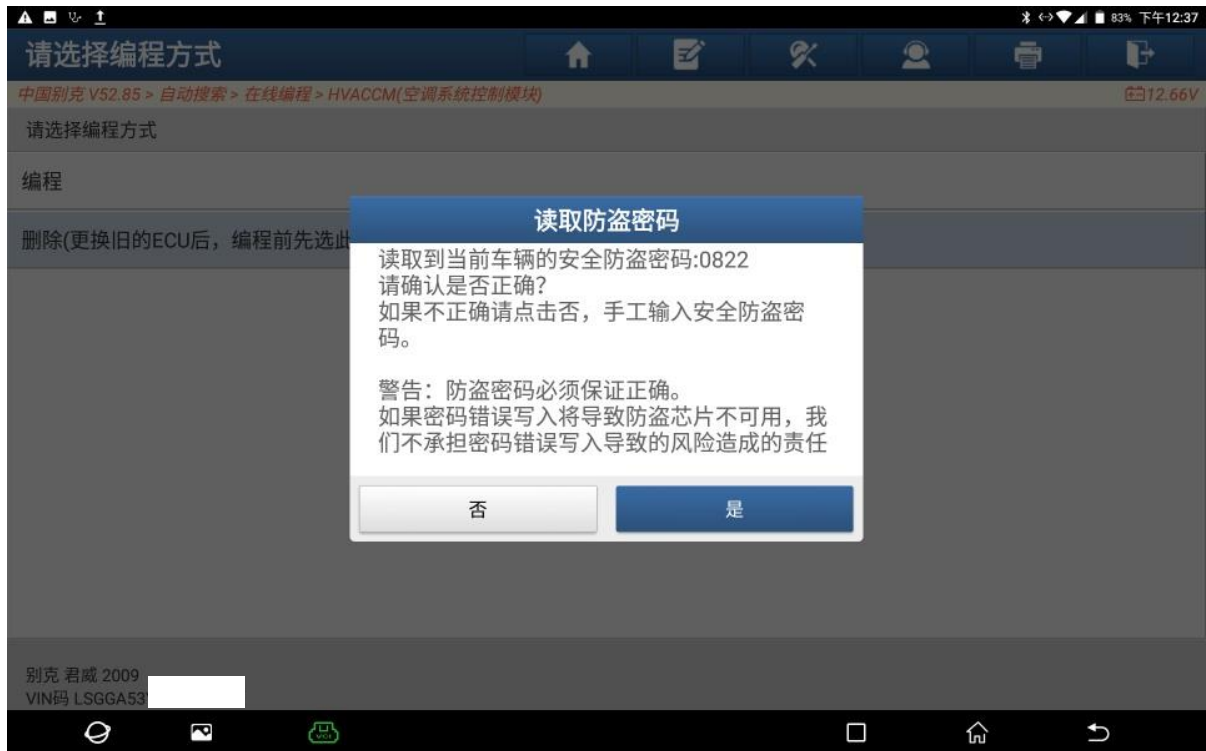 83% 下午12:37
请选择编程方式
中国别克 V52.85 > 自动搜索 > 在线编程 > HVACCM(空调系统控制模块)
12.66V
请选择编程方式
编程
删除(更换旧的ECU后，编程前先选此
读取防盗密码
读取到当前车辆的安全防盗密码:0822
请确认是否正确?
如果不正确请点击否，手工输入安全防盗密
码。
警告：防盗密码必须保证正确。
如果密码错误写入将导致防盗芯片不可用，我
们不承担密码错误写入导致的风险造成的责任
否
是
别克 君威 2009
VIN码 LSGGA53
VCI